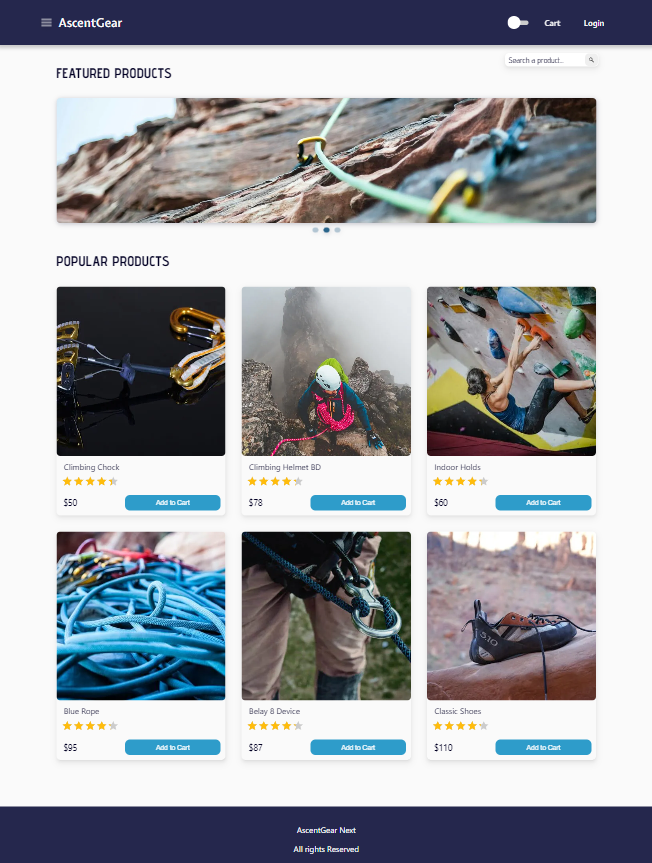 AscentGear
Cart
Login
Search a product...
FEATURED PRODUCTS
POPULAR PRODUCTS
Climbing Chock
$50
Add to Cart
Climbing Helmet BD
$78
Add to Cart
Indoor Holds
$60
Add to Cart
Blue Rope
$95
Add to Cart
Belay 8 Device
$87
Add to Cart
Classic Shoes
$110
Add to Cart
AscentGear Next
All rights Reserved